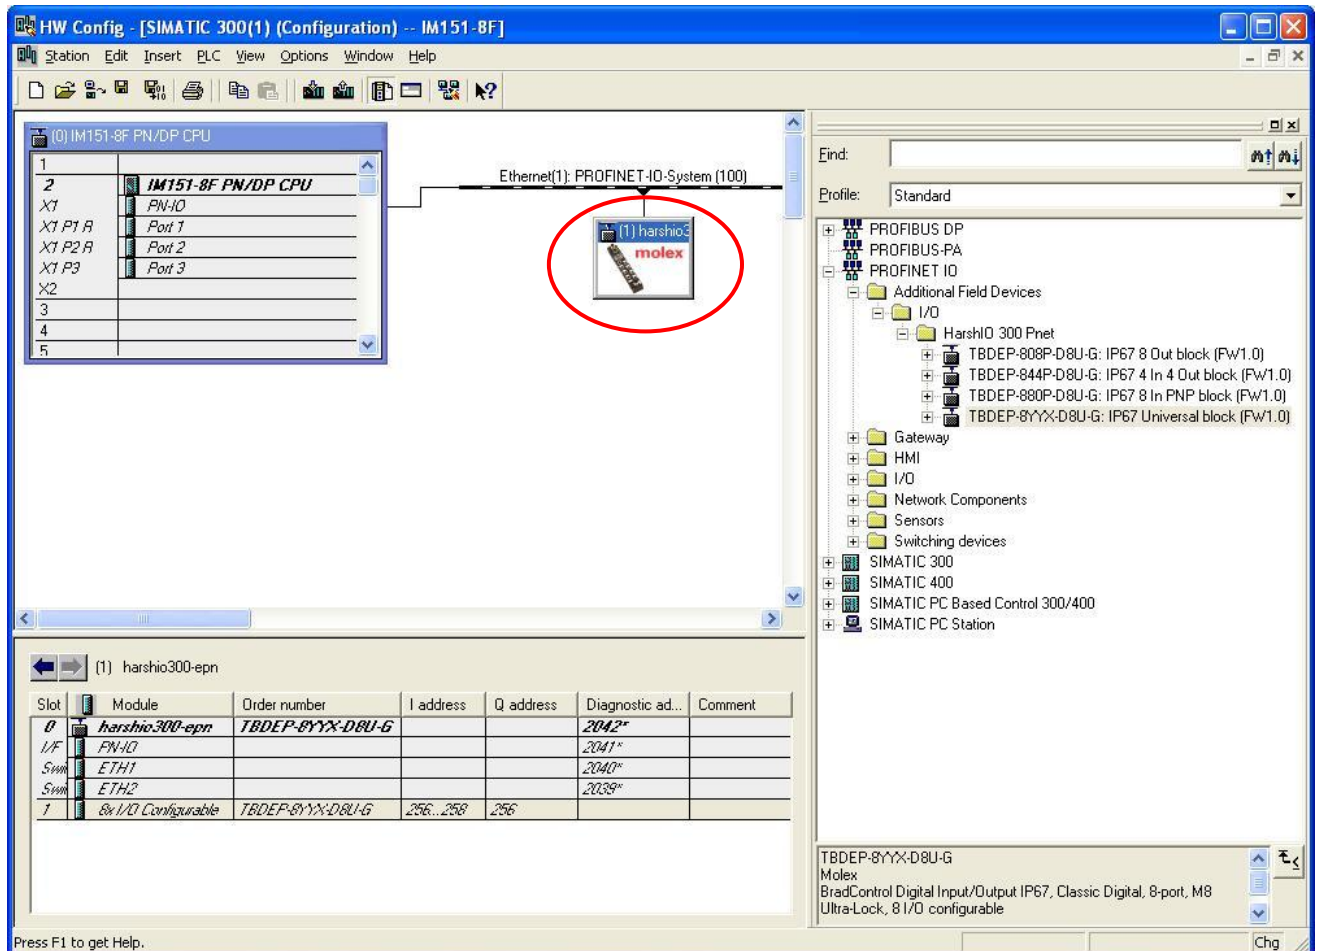 HW Config - [SIMATIC 300(1) (Configuration) -- IM151-8F]
Station Edit Insert PLC View Options Window Help
(0) IM151-8F PN/DP CPU
1
2 IM151-8F PN/DP CPU
X1 PN-IO
X1 P1 R Port 1
X1 P2 R Port 2
X1 P3 Port 3
X2
3
4
5
Ethernet(1): PROFINET-IO-System (100)
(1) harshio3
molex
Find:
Profile: Standard
PROFIBUS DP
PROFIBUS-PA
PROFINET IO
Additional Field Devices
I/O
HarshIO 300 Pnet
TBDEP-808P-D8U-G: IP67 8 Out block (FW1.0)
TBDEP-844P-D8U-G: IP67 4 In 4 Out block (FW1.0)
TBDEP-880P-D8U-G: IP67 8 In PNP block (FW1.0)
TBDEP-8YYX-D8U-G: IP67 Universal block (FW1.0)
Gateway
HMI
I/O
Network Components
Sensors
Switching devices
SIMATIC 300
SIMATIC 400
SIMATIC PC Based Control 300/400
SIMATIC PC Station
(1) harshio300-epn
Slot Module Order number I address Q address Diagnostic ad... Comment
0 harshio300-epn TBDEP-8YYX-D8U-G 2042*
I/F PN-IO 2041*
Swi ETH1 2040*
Swi ETH2 2039*
1 8x I/O Configurable TBDEP-8YYX-D8U-G 256...258 256
TBDEP-8YYX-D8U-G
Molex
BradControl Digital Input/Output IP67, Classic Digital, 8-port, M8
Ultra-Lock, 8 I/O configurable
Press F1 to get Help.
Chg